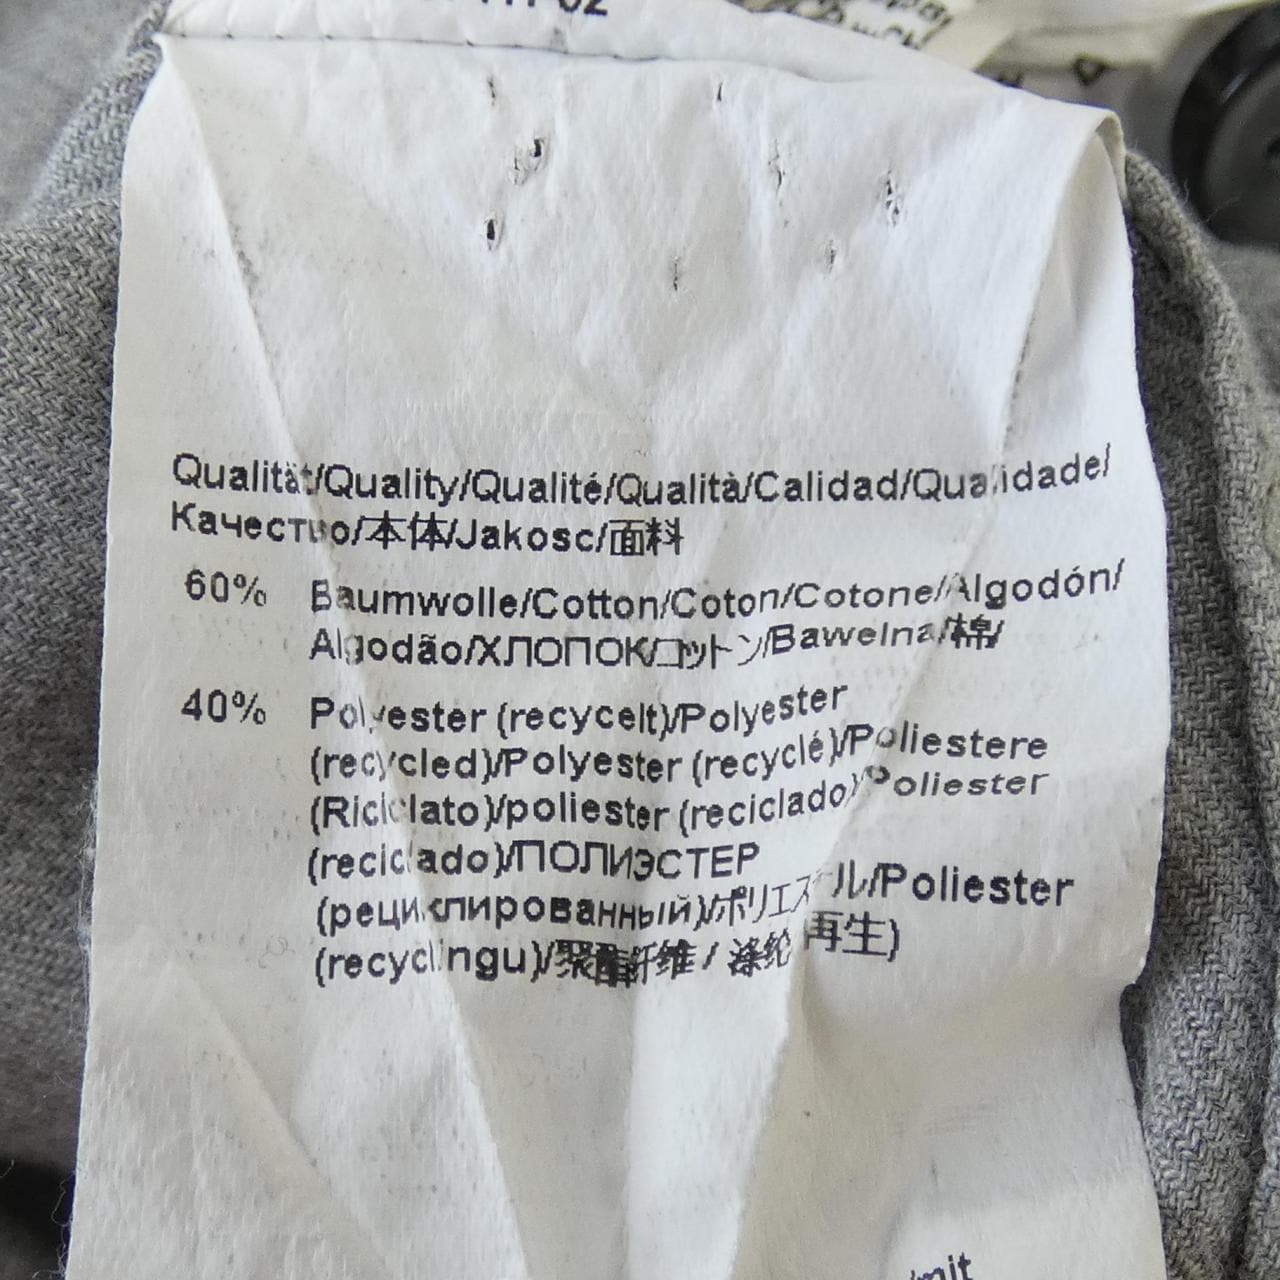 Qualität/Quality/Qualité/Qualità/Calidad/Qualidade/
Качество/本体/Jakosc/面料
60% Baumwolle/Cotton/Coton/Cotone/Algodón/
Algodão/ХЛОПОК/コットン/Bawelna/棉/
40% Polyester (recycelt)/Polyester
(recycled)/Polyester (recyclé)/Poliestere
(Riciclato)/poliester (reciclado)/Poliester
(reciclado)/ПОЛИЭСТЕР
(рециклированный)/ポリエステル/Poliester
(recyclingu)/聚酯纤维 / 涤纶 再生)
/mit